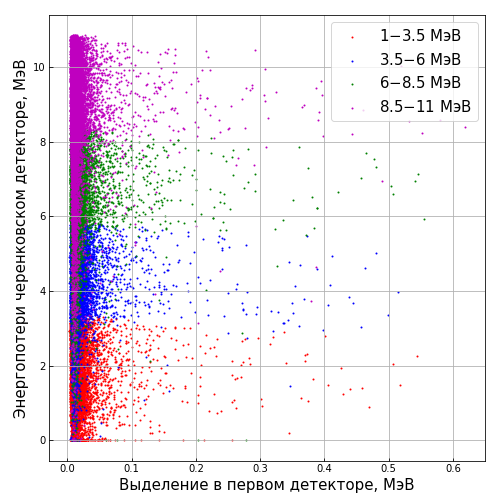 1−3.5 МэВ
3.5−6 МэВ
6−8.5 МэВ
8.5−11 МэВ
Энергопотери черенковском детекторе, МэВ
10
8
6
4
2
0
0.0 0.1 0.2 0.3 0.4 0.5 0.6
Выделение в первом детекторе, МэВ